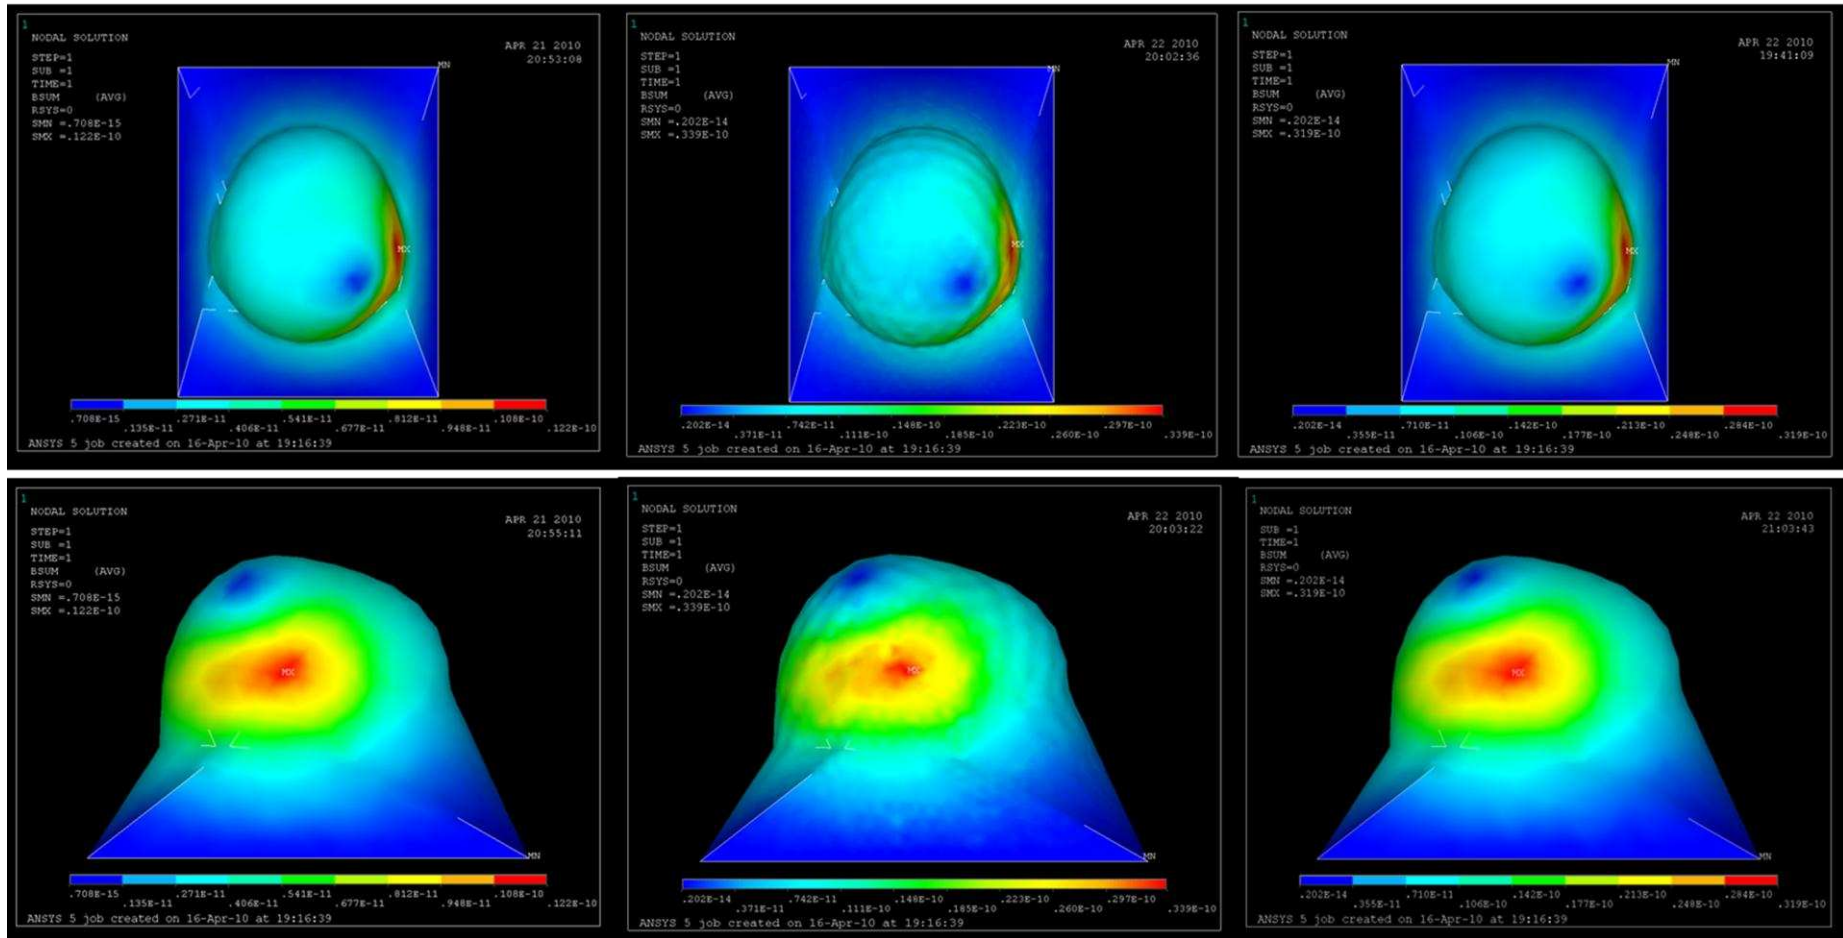 1
NODAL SOLUTION
STEP=1
SUB =1
TIME=1
BSUM (AVG)
RSYS=0
SMN =.708E-15
SMX =.122E-10
APR 21 2010
20:53:08
MN
MX
.708E-15 .271E-11 .541E-11 .812E-11 .108E-10
.135E-11 .406E-11 .677E-11 .948E-11 .122E-10
ANSYS 5 job created on 16-Apr-10 at 19:16:39
1
NODAL SOLUTION
STEP=1
SUB =1
TIME=1
BSUM (AVG)
RSYS=0
SMN =.202E-14
SMX =.339E-10
APR 22 2010
20:02:36
MN
MX
.202E-14 .742E-11 .148E-10 .223E-10 .297E-10
.371E-11 .111E-10 .185E-10 .260E-10 .339E-10
ANSYS 5 job created on 16-Apr-10 at 19:16:39
1
NODAL SOLUTION
STEP=1
SUB =1
TIME=1
BSUM (AVG)
RSYS=0
SMN =.202E-14
SMX =.319E-10
APR 22 2010
19:41:09
MN
MX
.202E-14 .710E-11 .142E-10 .213E-10 .284E-10
.355E-11 .106E-10 .177E-10 .248E-10 .319E-10
ANSYS 5 job created on 16-Apr-10 at 19:16:39
1
NODAL SOLUTION
STEP=1
SUB =1
TIME=1
BSUM (AVG)
RSYS=0
SMN =.708E-15
SMX =.122E-10
APR 21 2010
20:55:11
MX
MN
.708E-15 .271E-11 .541E-11 .812E-11 .108E-10
.135E-11 .406E-11 .677E-11 .948E-11 .122E-10
ANSYS 5 job created on 16-Apr-10 at 19:16:39
1
NODAL SOLUTION
STEP=1
SUB =1
TIME=1
BSUM (AVG)
RSYS=0
SMN =.202E-14
SMX =.339E-10
APR 22 2010
20:03:22
MX
MN
.202E-14 .742E-11 .148E-10 .223E-10 .297E-10
.371E-11 .111E-10 .185E-10 .260E-10 .339E-10
ANSYS 5 job created on 16-Apr-10 at 19:16:39
1
NODAL SOLUTION
SUB =1
TIME=1
BSUM (AVG)
RSYS=0
SMN =.202E-14
SMX =.319E-10
APR 22 2010
21:03:43
MX
MN
.202E-14 .710E-11 .142E-10 .213E-10 .284E-10
.355E-11 .106E-10 .177E-10 .248E-10 .319E-10
ANSYS 5 job created on 16-Apr-10 at 19:16:39